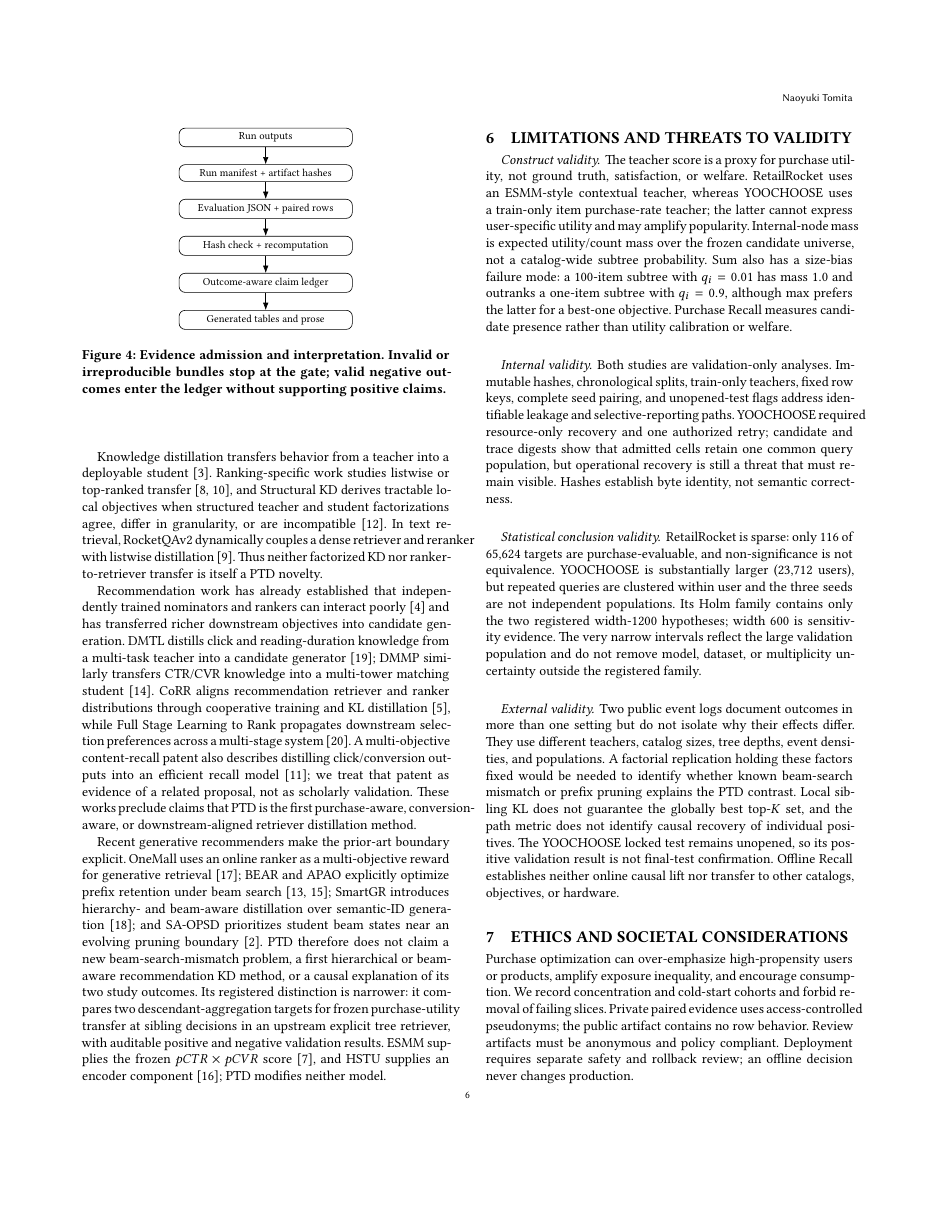 Naoyuki Tomita
Run outputs
Run manifest + artifact hashes
Evaluation JSON + paired rows
Hash check + recomputation
Outcome-aware claim ledger
Generated tables and prose
Figure 4: Evidence admission and interpretation. Invalid or
irreproducible bundles stop at the gate; valid negative out-
comes enter the ledger without supporting positive claims.
Knowledge distillation transfers behavior from a teacher into a
deployable student [3]. Ranking-specific work studies listwise or
top-ranked transfer [8, 10], and Structural KD derives tractable lo-
cal objectives when structured teacher and student factorizations
agree, differ in granularity, or are incompatible [12]. In text re-
trieval, RocketQAv2 dynamically couples a dense retriever and reranker
with listwise distillation [9]. Thus neither factorized KD nor ranker-
to-retriever transfer is itself a PTD novelty.
Recommendation work has already established that indepen-
dently trained nominators and rankers can interact poorly [4] and
has transferred richer downstream objectives into candidate gen-
eration. DMTL distills click and reading-duration knowledge from
a multi-task teacher into a candidate generator [19]; DMMP simi-
larly transfers CTR/CVR knowledge into a multi-tower matching
student [14]. CoRR aligns recommendation retriever and ranker
distributions through cooperative training and KL distillation [5],
while Full Stage Learning to Rank propagates downstream selec-
tion preferences across a multi-stage system [20]. A multi-objective
content-recall patent also describes distilling click/conversion out-
puts into an efficient recall model [11]; we treat that patent as
evidence of a related proposal, not as scholarly validation. These
works preclude claims that PTD is the first purchase-aware, conversion-
aware, or downstream-aligned retriever distillation method.
Recent generative recommenders make the prior-art boundary
explicit. OneMall uses an online ranker as a multi-objective reward
for generative retrieval [17]; BEAR and APAO explicitly optimize
prefix retention under beam search [13, 15]; SmartGR introduces
hierarchy- and beam-aware distillation over semantic-ID genera-
tion [18]; and SA-OPSD prioritizes student beam states near an
evolving pruning boundary [2]. PTD therefore does not claim a
new beam-search-mismatch problem, a first hierarchical or beam-
aware recommendation KD method, or a causal explanation of its
two study outcomes. Its registered distinction is narrower: it com-
pares two descendant-aggregation targets for frozen purchase-utility
transfer at sibling decisions in an upstream explicit tree retriever,
with auditable positive and negative validation results. ESMM sup-
plies the frozen pCTR × pCVR score [7], and HSTU supplies an
encoder component [16]; PTD modifies neither model.
6 LIMITATIONS AND THREATS TO VALIDITY
Construct validity. The teacher score is a proxy for purchase util-
ity, not ground truth, satisfaction, or welfare. RetailRocket uses
an ESMM-style contextual teacher, whereas YOOCHOOSE uses
a train-only item purchase-rate teacher; the latter cannot express
user-specific utility and may amplify popularity. Internal-node mass
is expected utility/count mass over the frozen candidate universe,
not a catalog-wide subtree probability. Sum also has a size-bias
failure mode: a 100-item subtree with qi = 0.01 has mass 1.0 and
outranks a one-item subtree with qi = 0.9, although max prefers
the latter for a best-one objective. Purchase Recall measures candi-
date presence rather than utility calibration or welfare.
Internal validity. Both studies are validation-only analyses. Im-
mutable hashes, chronological splits, train-only teachers, fixed row
keys, complete seed pairing, and unopened-test flags address iden-
tifiable leakage and selective-reporting paths. YOOCHOOSE required
resource-only recovery and one authorized retry; candidate and
trace digests show that admitted cells retain one common query
population, but operational recovery is still a threat that must re-
main visible. Hashes establish byte identity, not semantic correct-
ness.
Statistical conclusion validity. RetailRocket is sparse: only 116 of
65,624 targets are purchase-evaluable, and non-significance is not
equivalence. YOOCHOOSE is substantially larger (23,712 users),
but repeated queries are clustered within user and the three seeds
are not independent populations. Its Holm family contains only
the two registered width-1200 hypotheses; width 600 is sensitiv-
ity evidence. The very narrow intervals reflect the large validation
population and do not remove model, dataset, or multiplicity un-
certainty outside the registered family.
External validity. Two public event logs document outcomes in
more than one setting but do not isolate why their effects differ.
They use different teachers, catalog sizes, tree depths, event densi-
ties, and populations. A factorial replication holding these factors
fixed would be needed to identify whether known beam-search
mismatch or prefix pruning explains the PTD contrast. Local sib-
ling KL does not guarantee the globally best top-K set, and the
path metric does not identify causal recovery of individual posi-
tives. The YOOCHOOSE locked test remains unopened, so its pos-
itive validation result is not final-test confirmation. Offline Recall
establishes neither online causal lift nor transfer to other catalogs,
objectives, or hardware.
7 ETHICS AND SOCIETAL CONSIDERATIONS
Purchase optimization can over-emphasize high-propensity users
or products, amplify exposure inequality, and encourage consump-
tion. We record concentration and cold-start cohorts and forbid re-
moval of failing slices. Private paired evidence uses access-controlled
pseudonyms; the public artifact contains no row behavior. Review
artifacts must be anonymous and policy compliant. Deployment
requires separate safety and rollback review; an offline decision
never changes production.
6